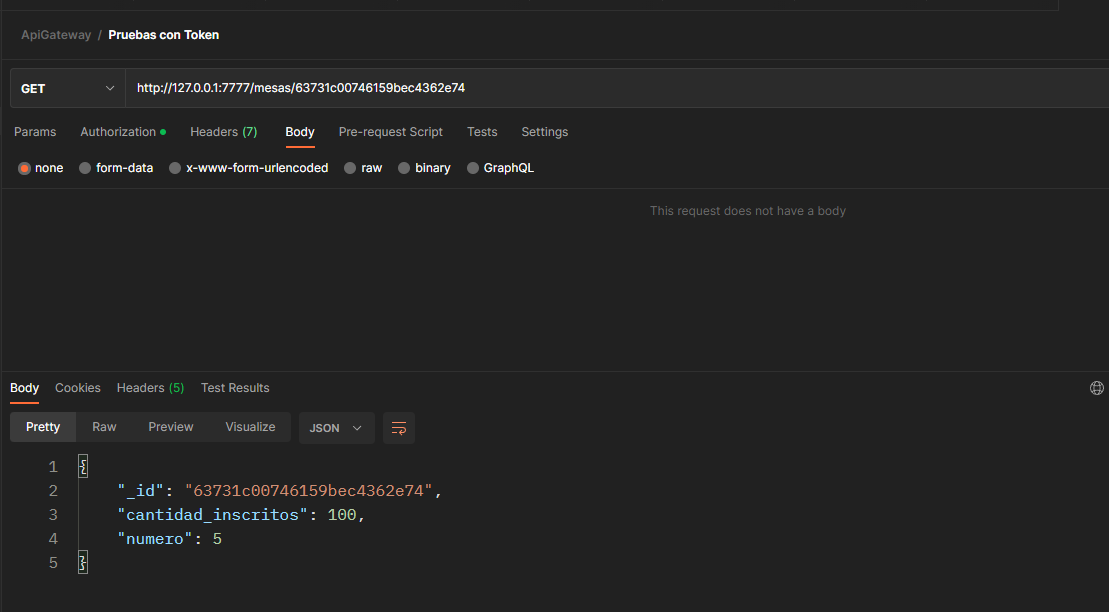 ApiGateway / Pruebas con Token
GET http://127.0.0.1:7777/mesas/63731c00746159bec4362e74
Params Authorization Headers (7) Body Pre-request Script Tests Settings
none form-data x-www-form-urlencoded raw binary GraphQL
This request does not have a body
Body Cookies Headers (5) Test Results
Pretty Raw Preview Visualize JSON
1 {
2 "_id": "63731c00746159bec4362e74",
3 "cantidad_inscritos": 100,
4 "numero": 5
5 }